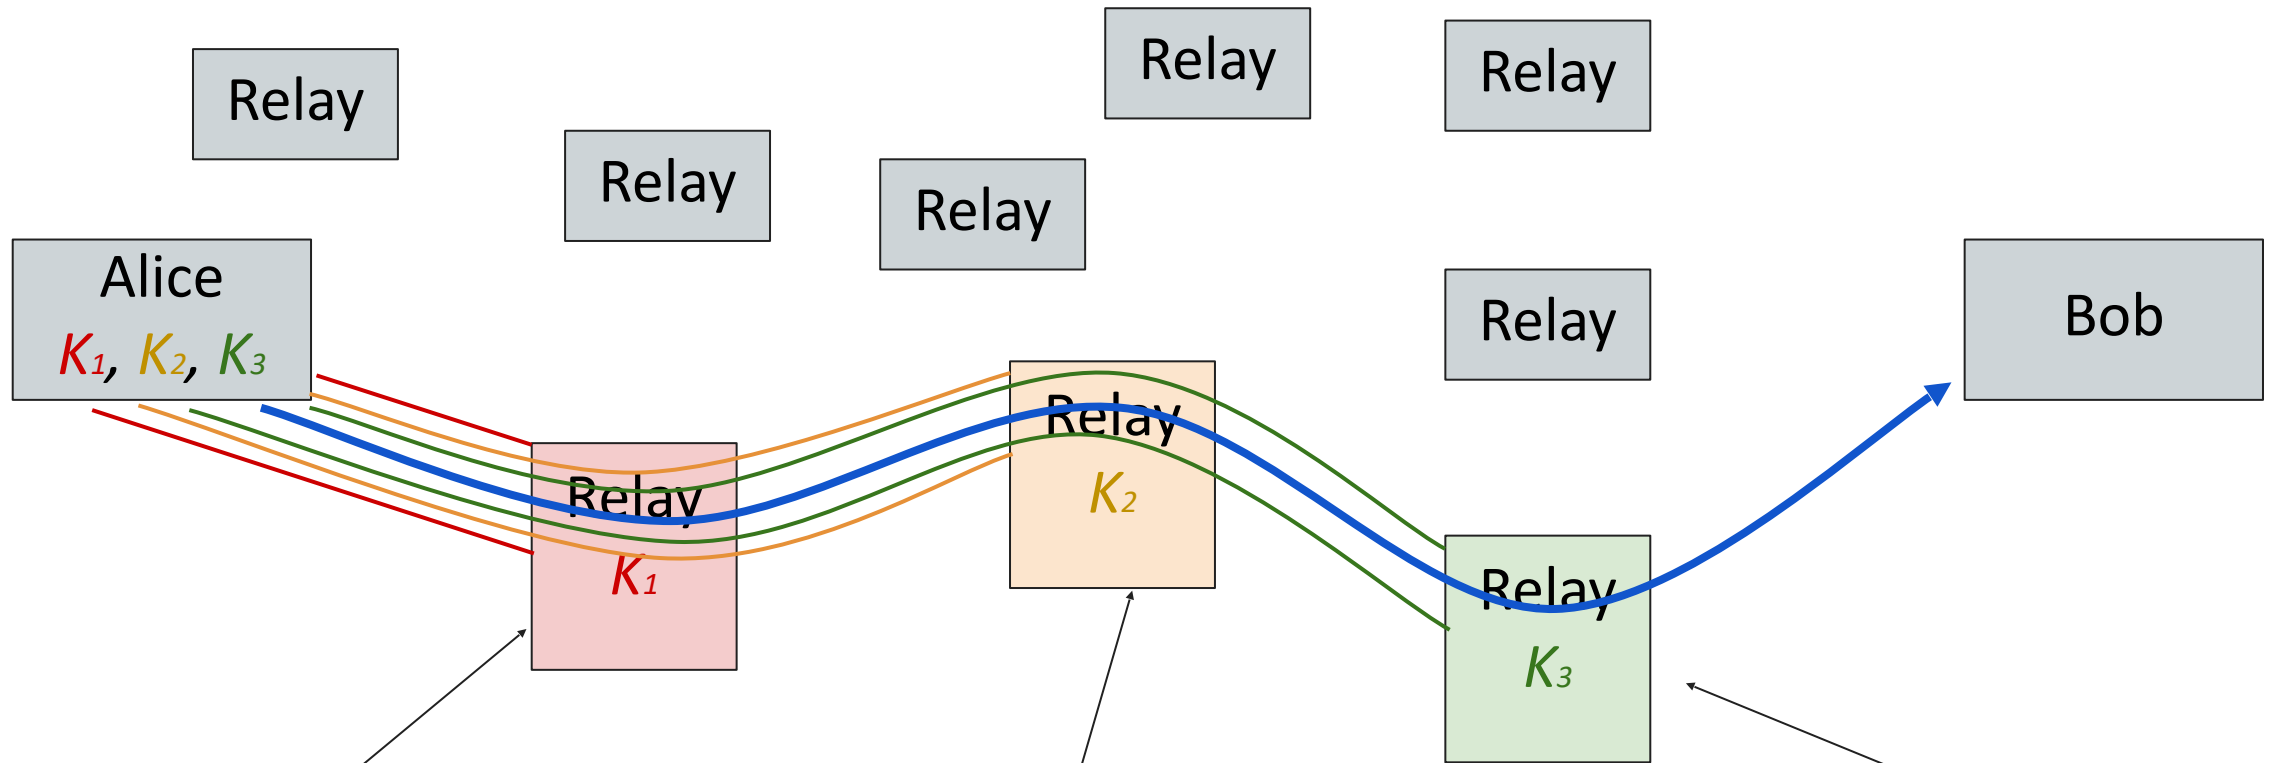 Relay
Relay
Relay
Relay
Relay
Relay
Alice
K1, K2, K3
Bob
Relay
K1
Relay
K2
Relay
K3